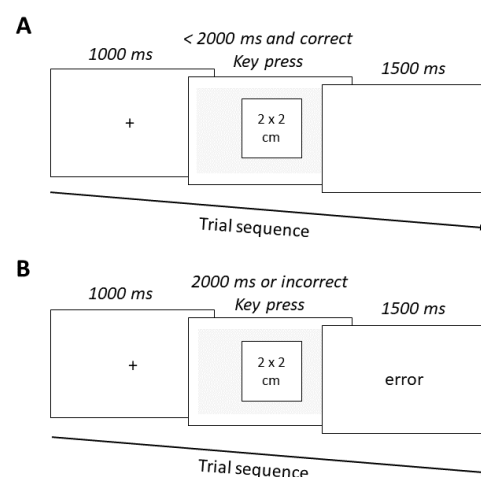 A
< 2000 ms and correct
1000 ms
Key press
1500 ms
+
2 x 2
cm
Trial sequence
B
2000 ms or incorrect
1000 ms
Key press
1500 ms
+
2 x 2
cm
error
Trial sequence